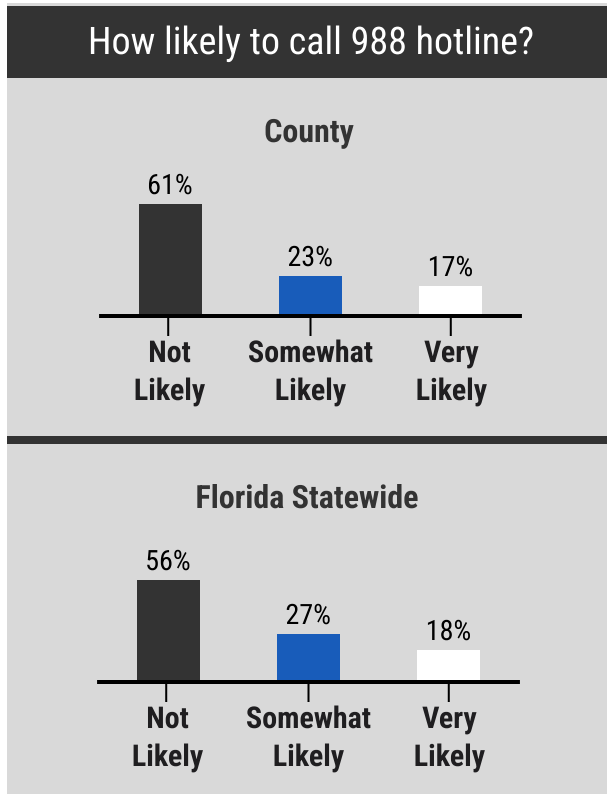 How likely to call 988 hotline?
County
61%
23%
17%
Not Likely
Somewhat Likely
Very Likely
Florida Statewide
56%
27%
18%
Not Likely
Somewhat Likely
Very Likely